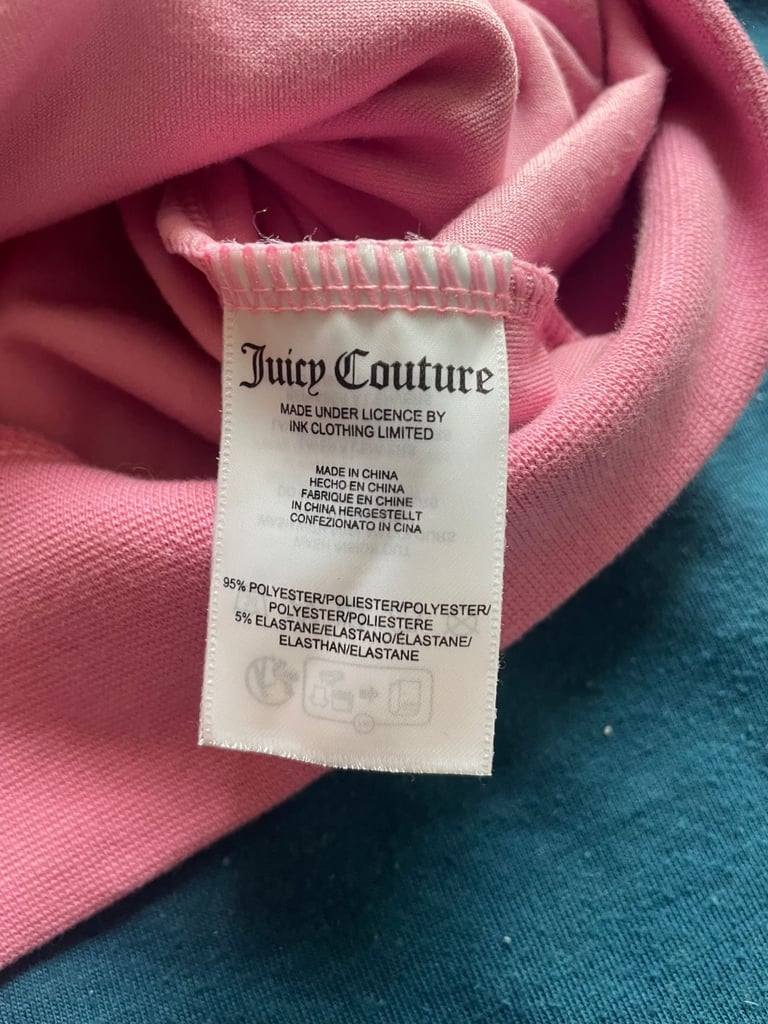 Juicy Couture
MADE UNDER LICENCE BY
INK CLOTHING LIMITED
MADE IN CHINA
HECHO EN CHINA
FABRIQUE EN CHINE
IN CHINA HERGESTELLT
CONFEZIONATO IN CINA
95% POLYESTER/POLIESTER/POLYESTER/
POLYESTER/POLIESTERE
5% ELASTANE/ELASTANO/ÉLASTANE/
ELASTHAN/ELASTANE